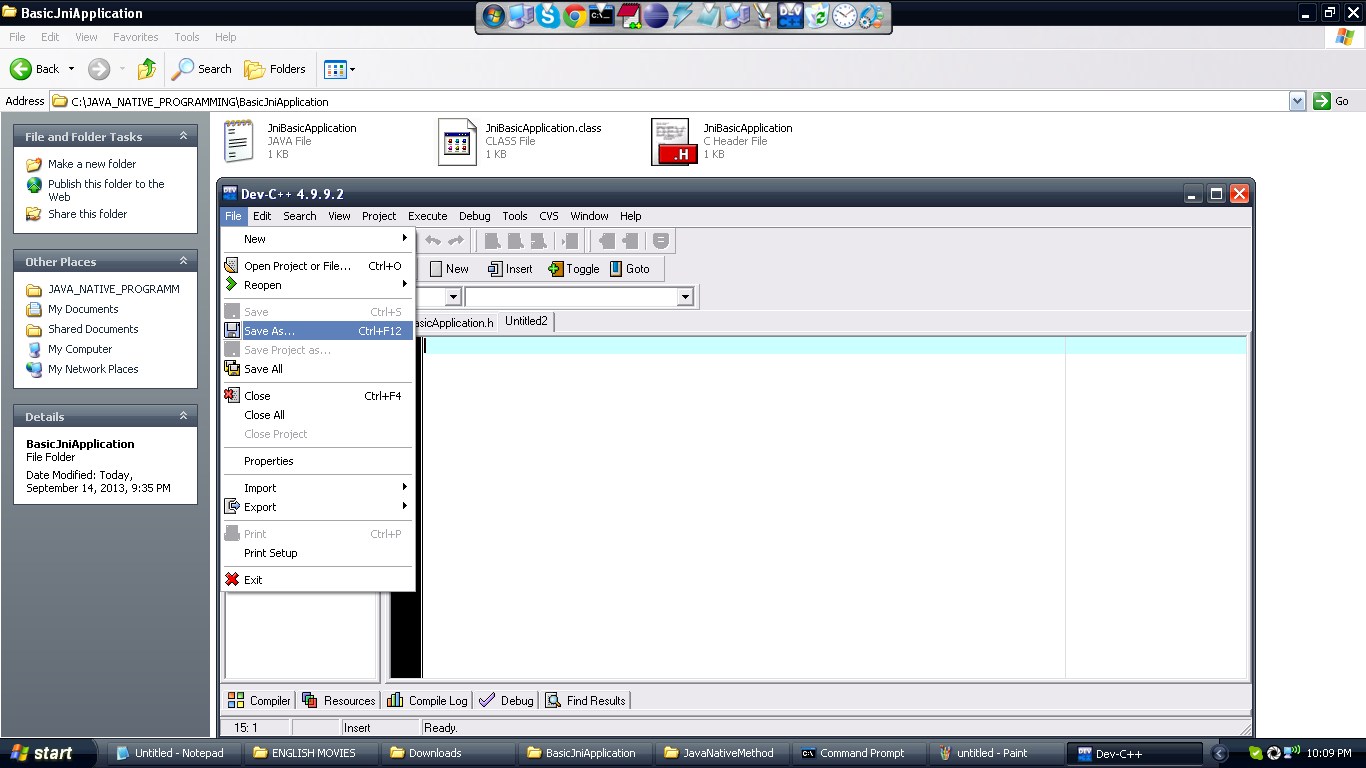 BasicJniApplication
File Edit View Favorites Tools Help
Back Search Folders
Address C:\JAVA_NATIVE_PROGRAMMING\BasicJniApplication Go
File and Folder Tasks
Make a new folder
Publish this folder to the
Web
Share this folder
Other Places
JAVA_NATIVE_PROGRAMM
My Documents
Shared Documents
My Computer
My Network Places
Details
BasicJniApplication
File Folder
Date Modified: Today,
September 14, 2013, 9:35 PM
JniBasicApplication
JAVA File
1 KB
JniBasicApplication.class
CLASS File
1 KB
DEV
.H
JniBasicApplication
C Header File
1 KB
Dev-C++ 4.9.9.2
File Edit Search View Project Execute Debug Tools CVS Window Help
New Insert Toggle Goto
asicApplication.h Untitled2
New
Open Project or File... Ctrl+O
Reopen
Save Ctrl+S
Save As... Ctrl+F12
Save Project as...
Save All
Close Ctrl+F4
Close All
Close Project
Properties
Import
Export
Print Ctrl+P
Print Setup
Exit
Compiler Resources Compile Log Debug Find Results
15: 1 Insert Ready.
start Untitled - Notepad ENGLISH MOVIES Downloads BasicJniApplication JavaNativeMethod Command Prompt untitled - Paint Dev-C++ 10:09 PM